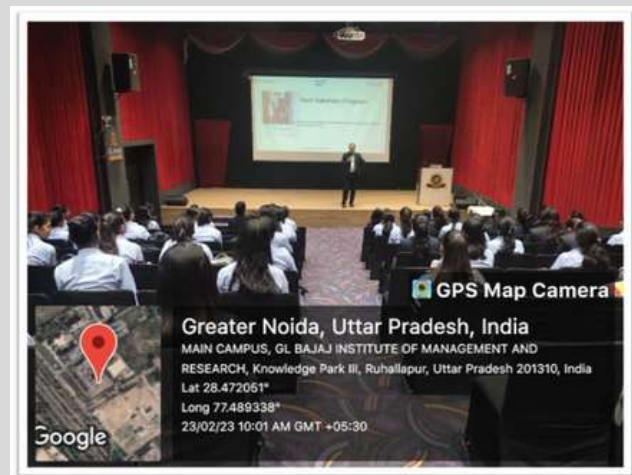 GPS Map Camera
Greater Noida, Uttar Pradesh, India
MAIN CAMPUS, GL BAJAJ INSTITUTE OF MANAGEMENT AND
RESEARCH, Knowledge Park III, Ruhallapur, Uttar Pradesh 201310, India
Lat 28.472051°
Long 77.489338°
23/02/23 10:01 AM GMT +05:30
Google